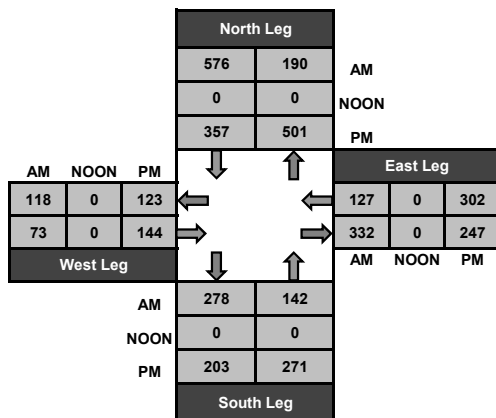 North Leg
576 190 AM
0 0 NOON
357 501 PM
AM NOON PM East Leg
118 0 123 127 0 302
73 0 144 332 0 247
West Leg AM NOON PM
AM 278 142
NOON 0 0
PM 203 271
South Leg